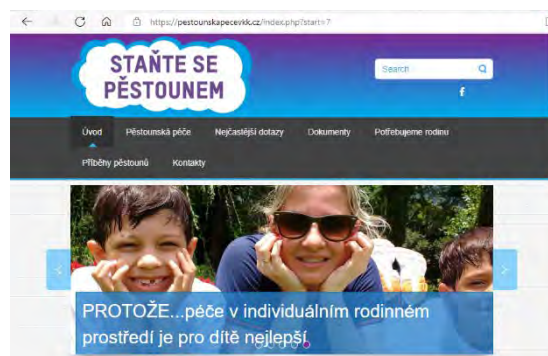 https://pestounskapecevkk.cz/index.php?start=7
STAŇTE SE
PĚSTOUNEM
Search
f
Úvod Pěstounská péče Nejčastější dotazy Dokumenty Potřebujeme rodinu
Příběhy pěstounů Kontakty
< >
PROTOŽE...péče v individuálním rodinném
prostředí je pro dítě nejlepší